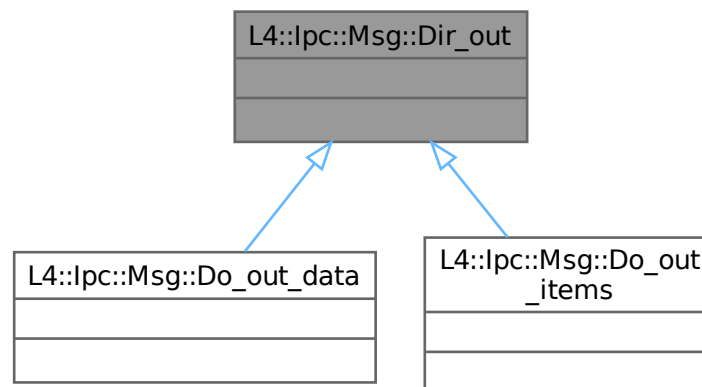 L4::Ipc::Msg::Dir_out
L4::Ipc::Msg::Do_out_data
L4::Ipc::Msg::Do_out
_items